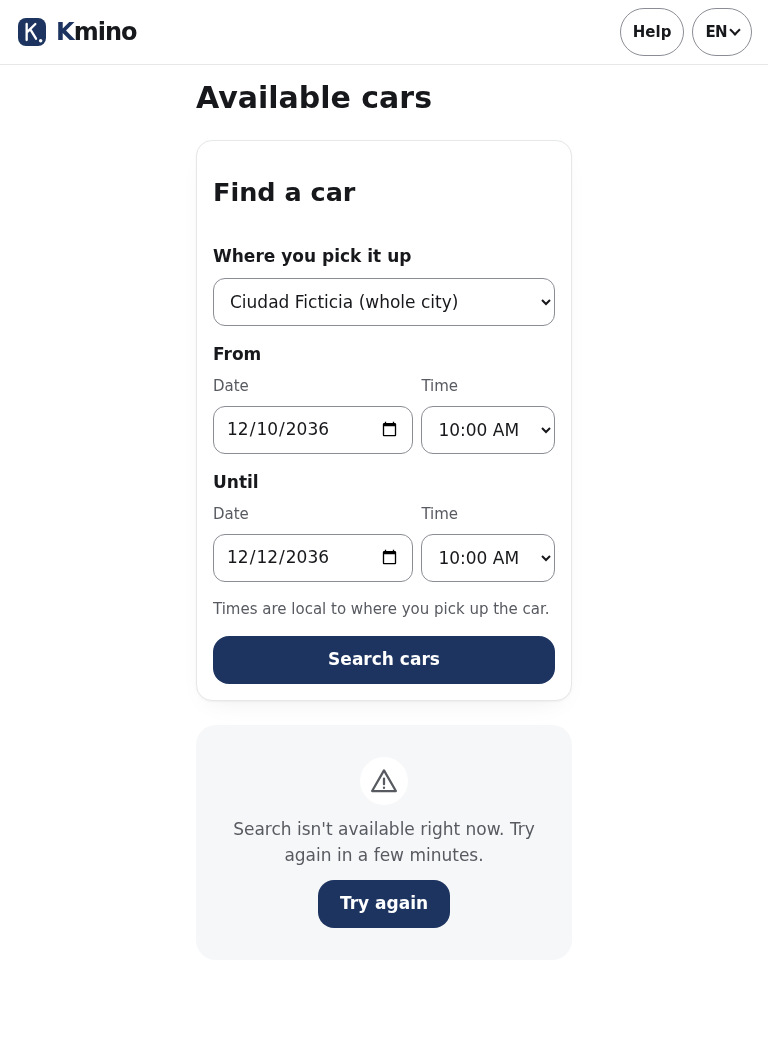 K. Kmino
Help
EN
Available cars
Find a car
Where you pick it up
Ciudad Ficticia (whole city)
From
Date Time
12/10/2036 10:00 AM
Until
Date Time
12/12/2036 10:00 AM
Times are local to where you pick up the car.
Search cars
Search isn't available right now. Try
again in a few minutes.
Try again